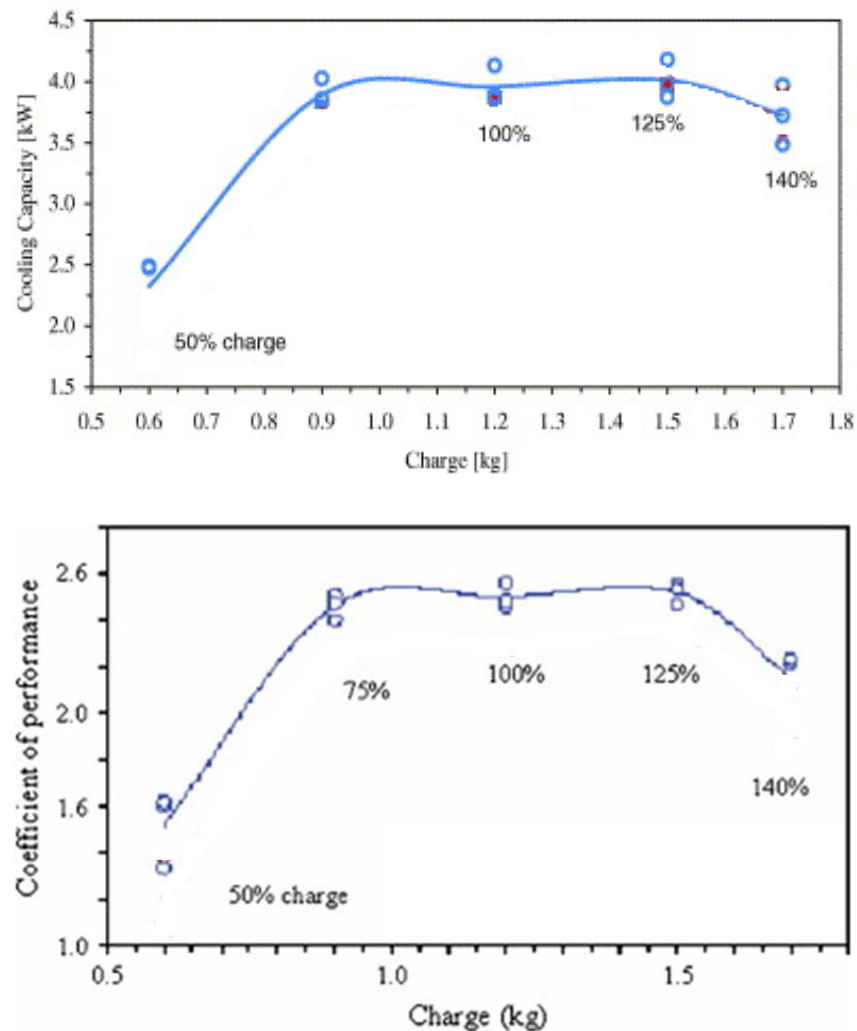 4.5
4.0
3.5
3.0
2.5
2.0
1.5
Cooling Capacity [kW]
100%
125%
140%
50% charge
0.5 0.6 0.7 0.8 0.9 1.0 1.1 1.2 1.3 1.4 1.5 1.6 1.7 1.8
Charge [kg]
2.6
2.0
1.6
1.0
Coefficient of performance
75%
100%
125%
140%
50% charge
0.5 1.0 1.5
Charge (kg)